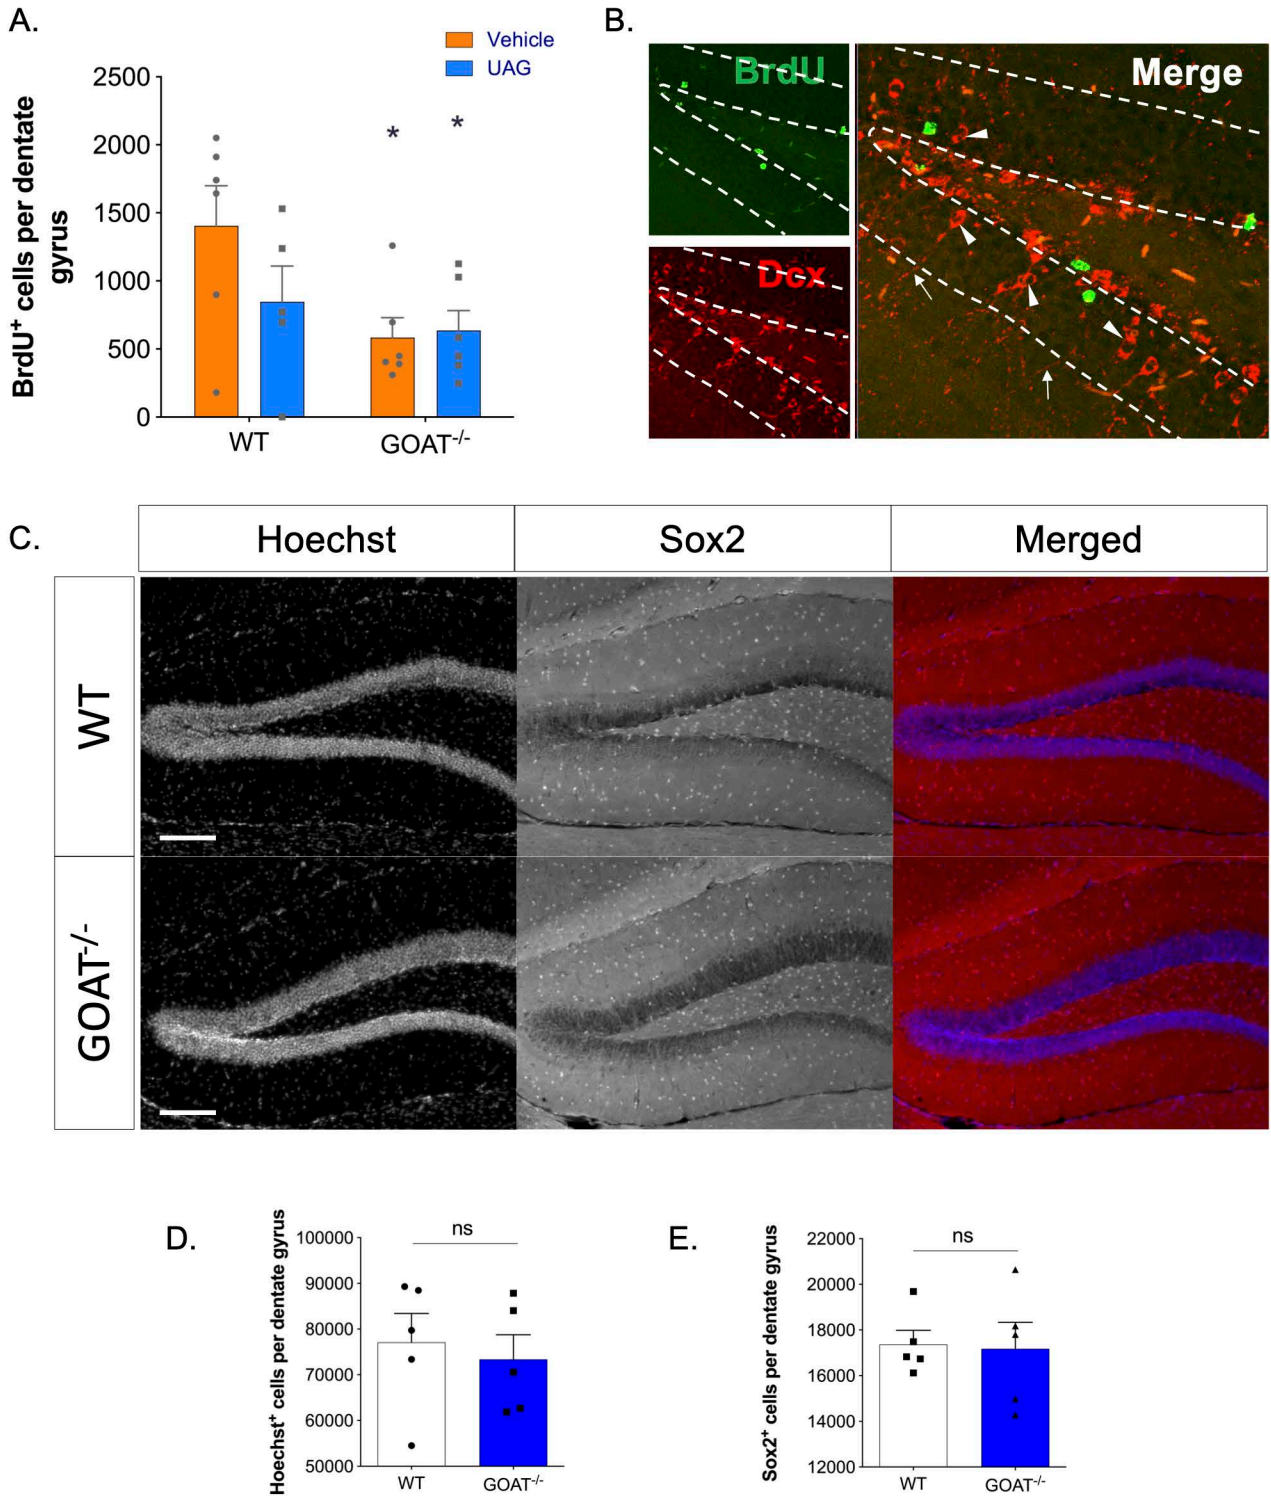 A.
Vehicle
UAG
BrdU⁺ cells per dentate
gyrus
2500
2000
1500
1000
500
0
*
*
WT
GOAT⁻/⁻
B.
BrdU
Dcx
Merge
C.
Hoechst
Sox2
Merged
WT
GOAT⁻/⁻
D.
Hoechst⁺ cells per dentate gyrus
100000
90000
80000
70000
60000
50000
ns
WT
GOAT⁻/⁻
E.
Sox2⁺ cells per dentate gyrus
22000
20000
18000
16000
14000
12000
ns
WT
GOAT⁻/⁻